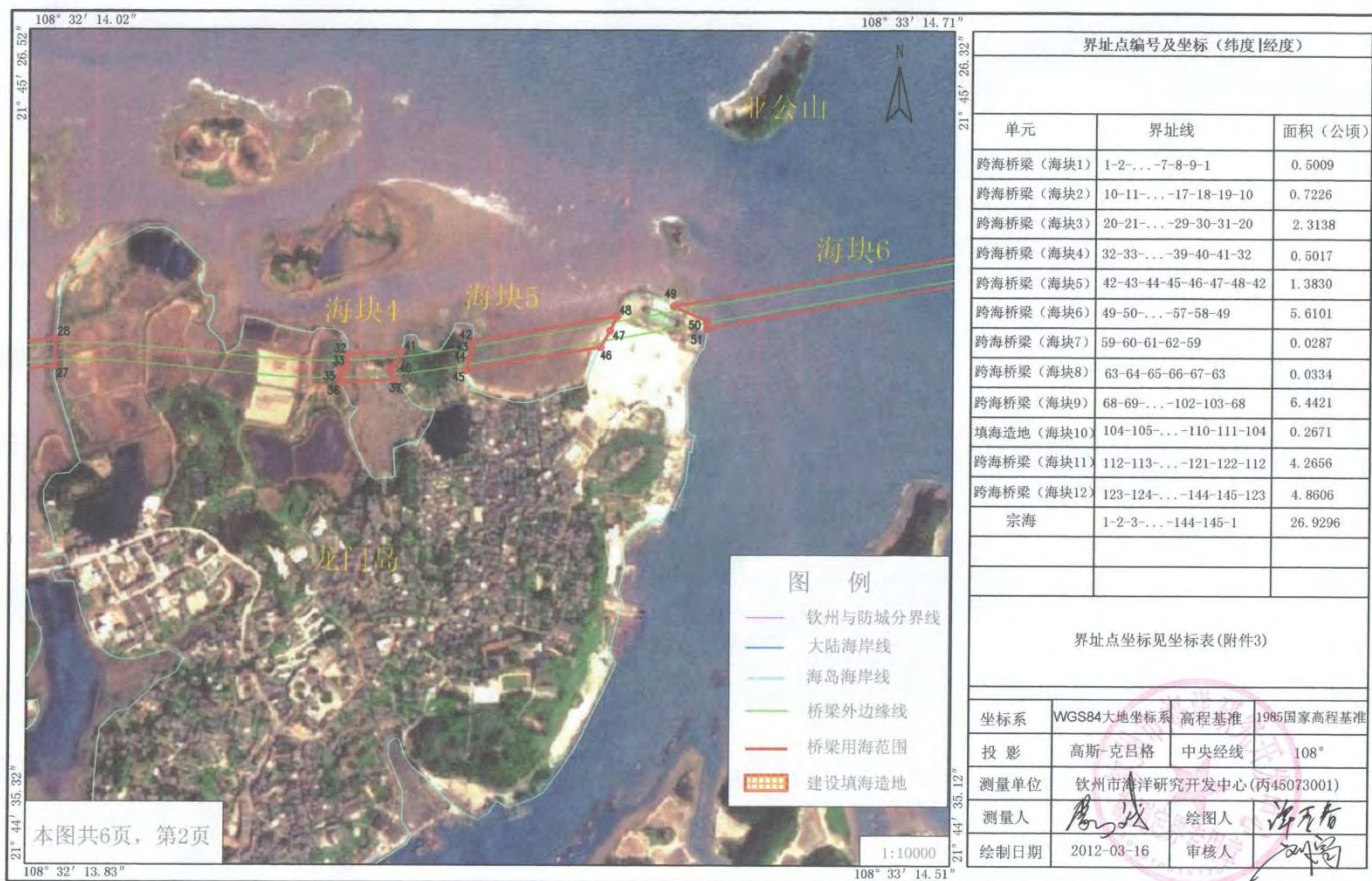 108° 32′ 14.02″
108° 33′ 14.71″
21° 45′ 26.52″
21° 45′ 26.32″
N
亚公山
海块6
海块4
海块5
28
27
32
33
35
36
41
40
37
42
43
44
45
48
47
46
49
50
51
龙门岛
图 例
钦州与防城分界线
大陆海岸线
海岛海岸线
桥梁外边缘线
桥梁用海范围
建设填海造地
本图共6页，第2页
1:10000
21° 44′ 35.32″
21° 44′ 35.12″
108° 32′ 13.83″
108° 33′ 14.51″
界址点编号及坐标（纬度|经度）
单元 界址线 面积（公顷）
跨海桥梁（海块1） 1-2-...-7-8-9-1 0.5009
跨海桥梁（海块2） 10-11-...-17-18-19-10 0.7226
跨海桥梁（海块3） 20-21-...-29-30-31-20 2.3138
跨海桥梁（海块4） 32-33-...-39-40-41-32 0.5017
跨海桥梁（海块5） 42-43-44-45-46-47-48-42 1.3830
跨海桥梁（海块6） 49-50-...-57-58-49 5.6101
跨海桥梁（海块7） 59-60-61-62-59 0.0287
跨海桥梁（海块8） 63-64-65-66-67-63 0.0334
跨海桥梁（海块9） 68-69-...-102-103-68 6.4421
填海造地（海块10） 104-105-...-110-111-104 0.2671
跨海桥梁（海块11） 112-113-...-121-122-112 4.2656
跨海桥梁（海块12） 123-124-...-144-145-123 4.8606
宗海 1-2-3-...-144-145-1 26.9296
界址点坐标见坐标表(附件3)
坐标系 WGS84大地坐标系 高程基准 1985国家高程基准
投 影 高斯-克吕格 中央经线 108°
测量单位 钦州市海洋研究开发中心(丙45073001)
测量人 绘图人
绘制日期 2012-03-16 审核人